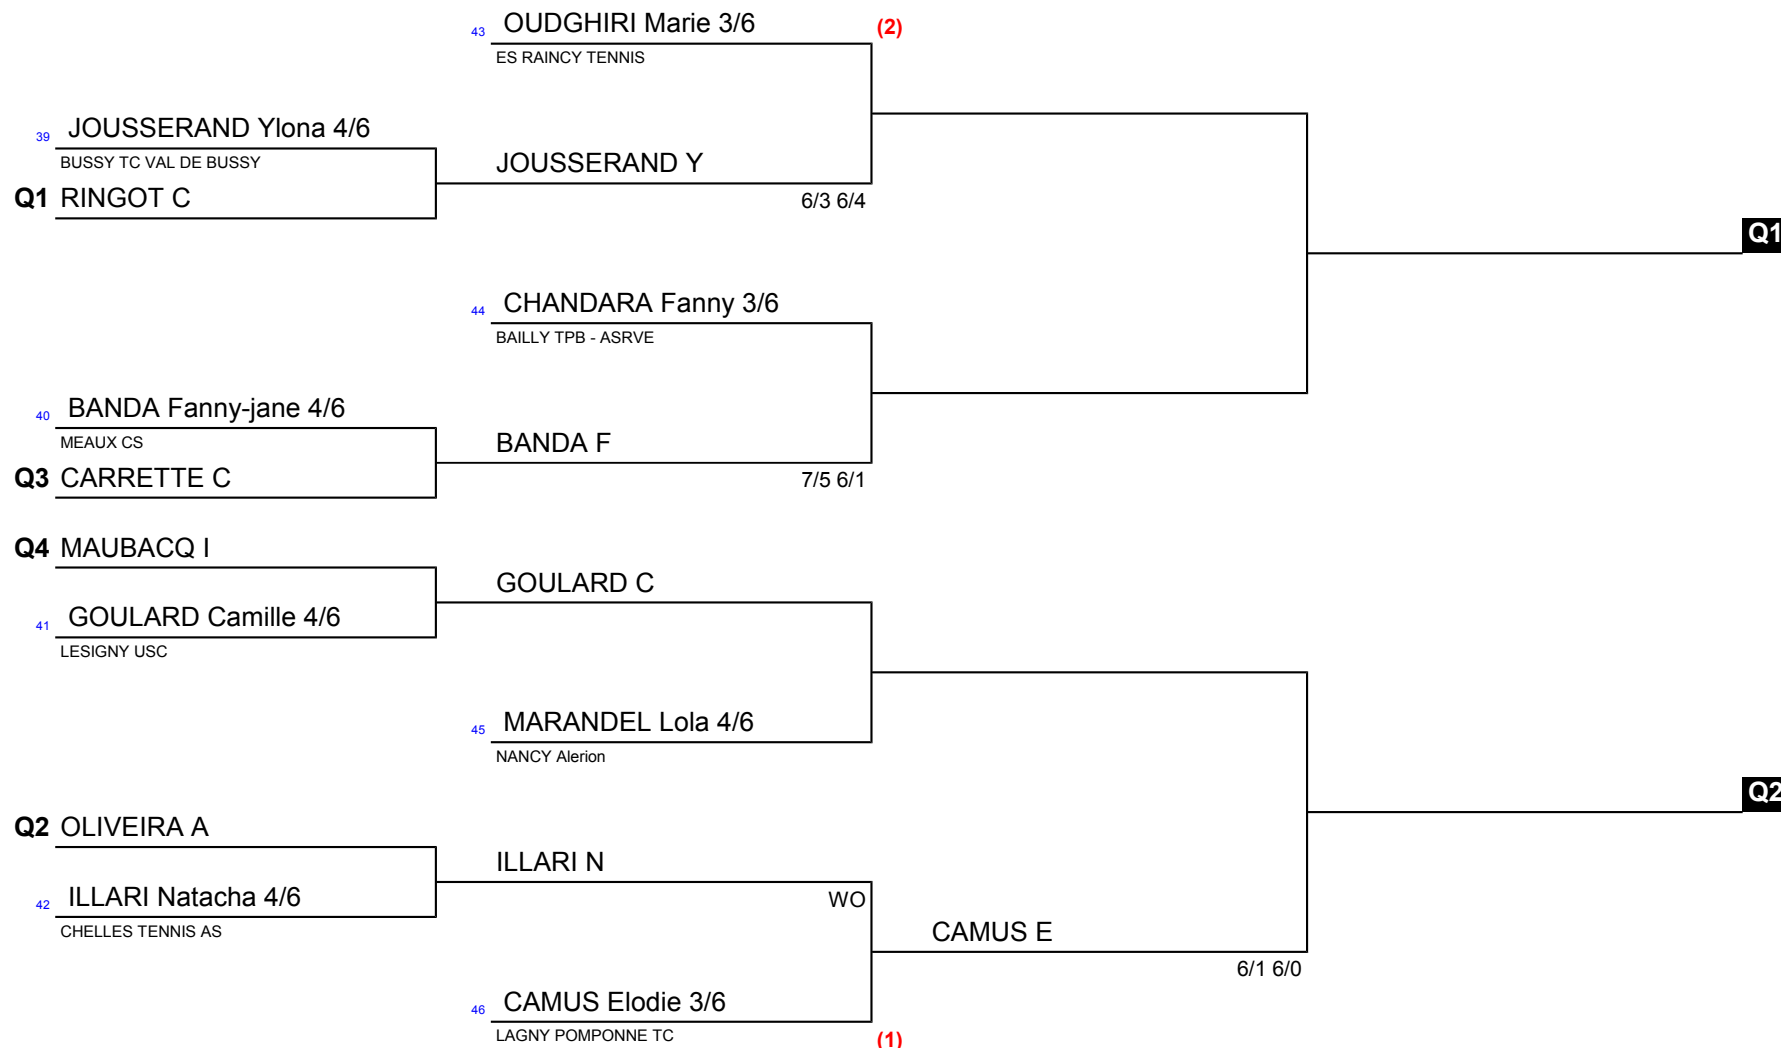 43 OUDGHIRI Marie 3/6 (2)
ES RAINCY TENNIS
39 JOUSSERAND Ylona 4/6
BUSSY TC VAL DE BUSSY
JOUSSERAND Y
Q1 RINGOT C
6/3 6/4
Q1
44 CHANDARA Fanny 3/6
BAILLY TPB - ASRVE
40 BANDA Fanny-jane 4/6
MEAUX CS
BANDA F
Q3 CARRETTE C
7/5 6/1
Q4 MAUBACQ I
GOULARD C
41 GOULARD Camille 4/6
LESIGNY USC
45 MARANDEL Lola 4/6
NANCY Alerion
Q2
Q2 OLIVEIRA A
ILLARI N
42 ILLARI Natacha 4/6
WO
CHELLES TENNIS AS
CAMUS E
6/1 6/0
46 CAMUS Elodie 3/6
LAGNY POMPONNE TC
(1)